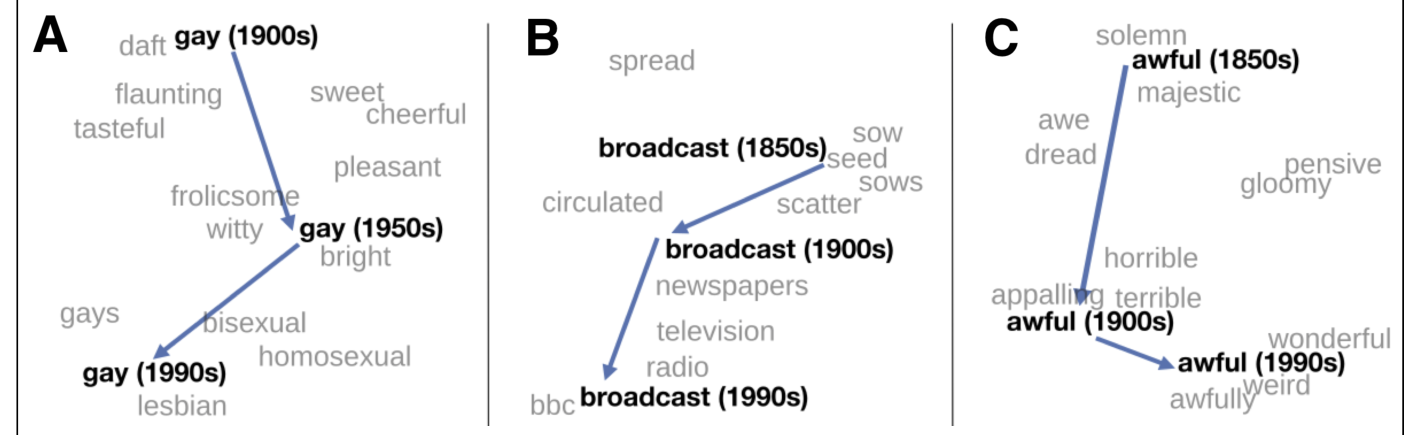 A
daft gay (1900s)
flaunting
sweet
tasteful
cheerful
pleasant
frolicsome
witty
gay (1950s)
bright
gays
bisexual
homosexual
gay (1990s)
lesbian
B
spread
broadcast (1850s)
sow
seed
sows
circulated
scatter
broadcast (1900s)
newspapers
television
radio
bbc broadcast (1990s)
C
solemn
awful (1850s)
majestic
awe
dread
pensive
gloomy
horrible
appalling terrible
awful (1900s)
wonderful
awful (1990s)
weird
awfully